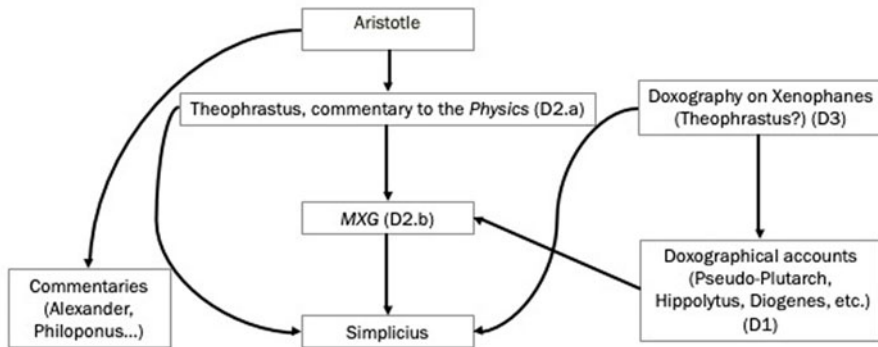 Aristotle
Theophrastus, commentary to the Physics (D2.a)
Doxography on Xenophanes
(Theophrastus?) (D3)
MXG (D2.b)
Doxographical accounts
(Pseudo-Plutarch,
Hippolytus, Diogenes, etc.)
(D1)
Commentaries
(Alexander,
Philoponus...)
Simplicius